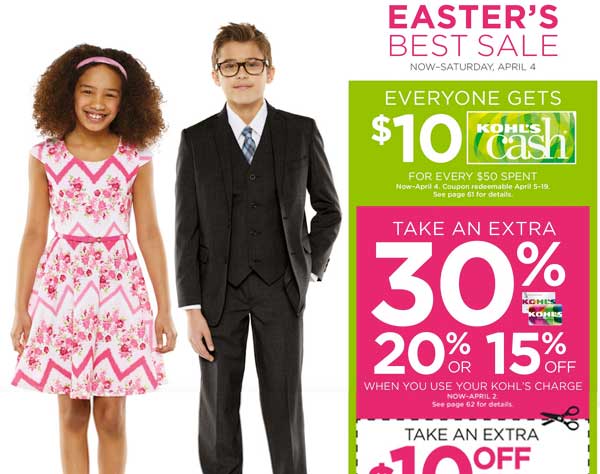 EASTER'S
BEST SALE
NOW–SATURDAY, APRIL 4
EVERYONE GETS
$10 KOHL'S cash
FOR EVERY $50 SPENT
Now–April 4. Coupon redeemable April 5–19.
See page 61 for details.
TAKE AN EXTRA
30%
KOHL'S
20% OR 15% OFF
WHEN YOU USE YOUR KOHL'S CHARGE
NOW–APRIL 2.
See page 62 for details.
TAKE AN EXTRA
$10 OFF